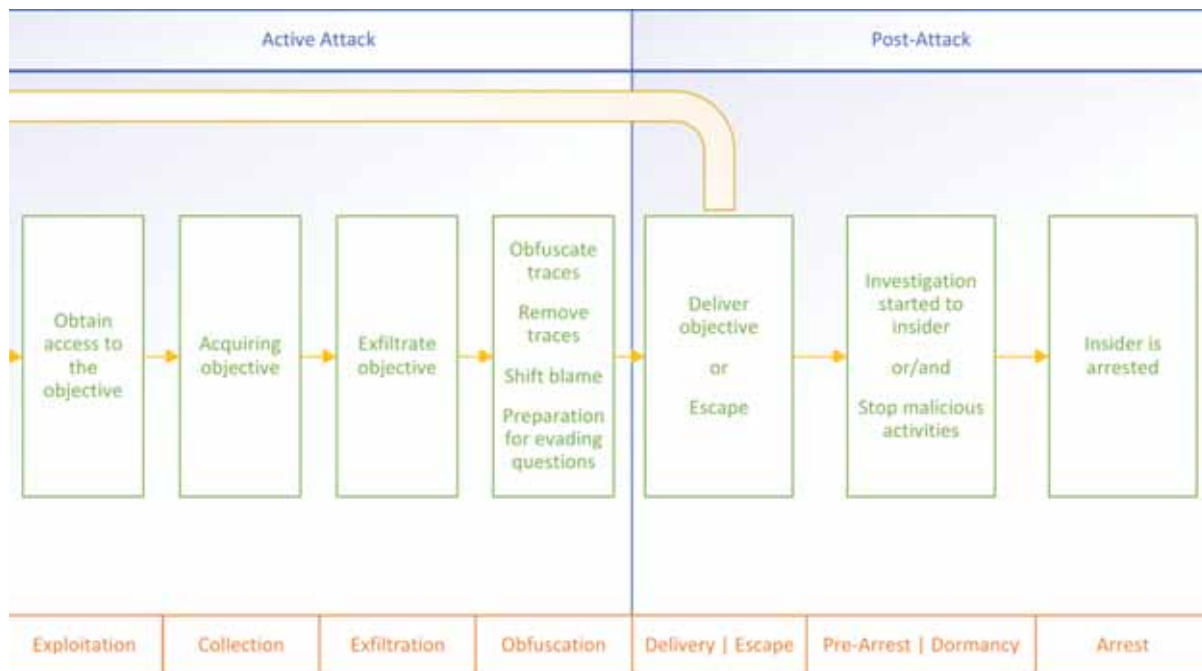 Active Attack
Post-Attack
Obtain
access to
the
objective
Acquiring
objective
Exfiltrate
objective
Obfuscate
traces
Remove
traces
Shift blame
Preparation
for evading
questions
Deliver
objective
or
Escape
Investigation
started to
insider
or/and
Stop malicious
activities
Insider is
arrested
Exploitation
Collection
Exfiltration
Obfuscation
Delivery | Escape
Pre-Arrest | Dormancy
Arrest